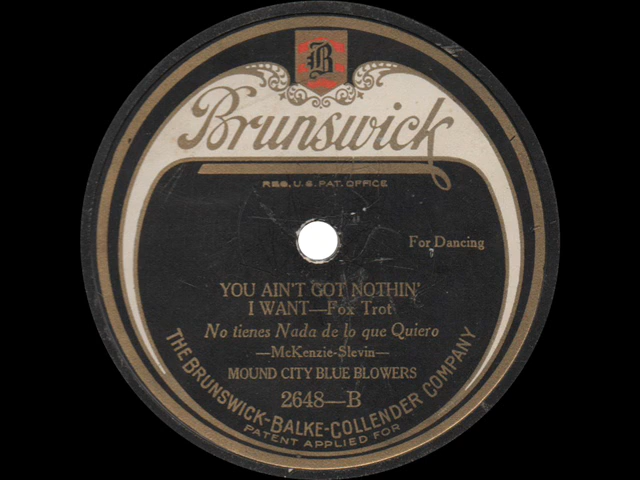 B
Brunswick
REG. U.S. PAT. OFFICE
For Dancing
YOU AIN'T GOT NOTHIN'
I WANT—Fox Trot
No tienes Nada de lo que Quiero
—McKenzie-Slevin—
MOUND CITY BLUE BLOWERS
2648—B
THE BRUNSWICK-BALKE-COLLENDER COMPANY
PATENT APPLIED FOR